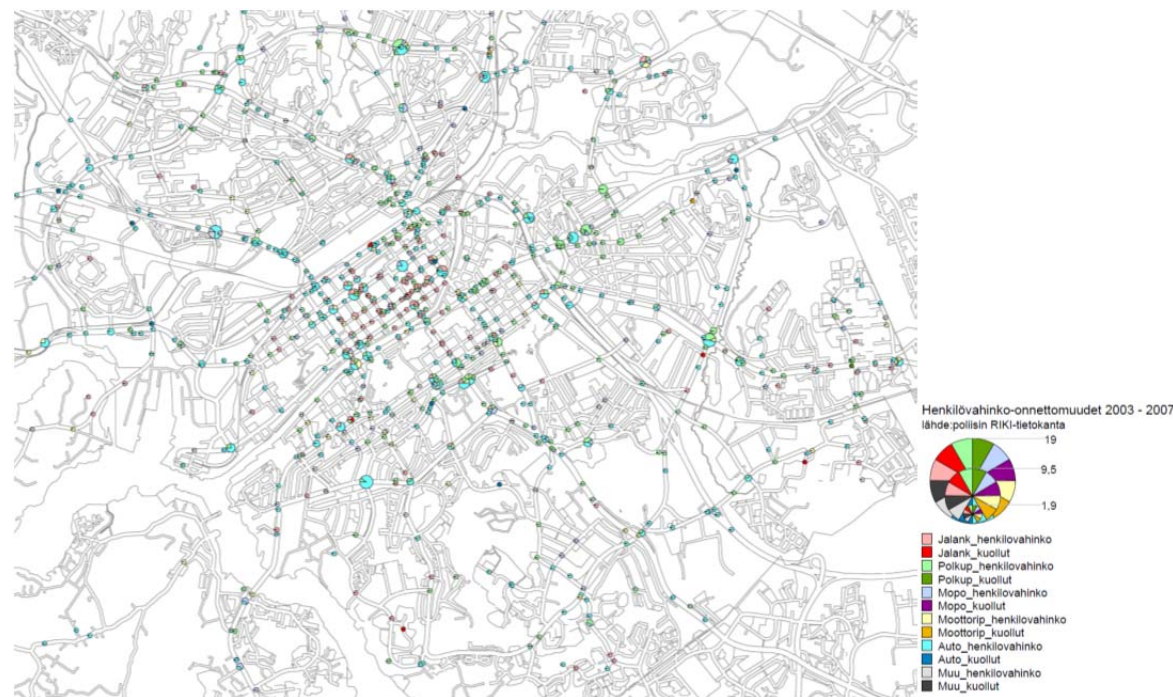 Henkilövahinko-onnettomuudet 2003 - 2007
lähde:poliisin RIKI-tietokanta
19
9,5
1,9
Jalank_henkilovahinko
Jalank_kuollut
Polkup_henkilovahinko
Polkup_kuollut
Mopo_henkilovahinko
Mopo_kuollut
Moottorip_henkilovahinko
Moottorip_kuollut
Auto_henkilovahinko
Auto_kuollut
Muu_henkilovahinko
Muu_kuollut